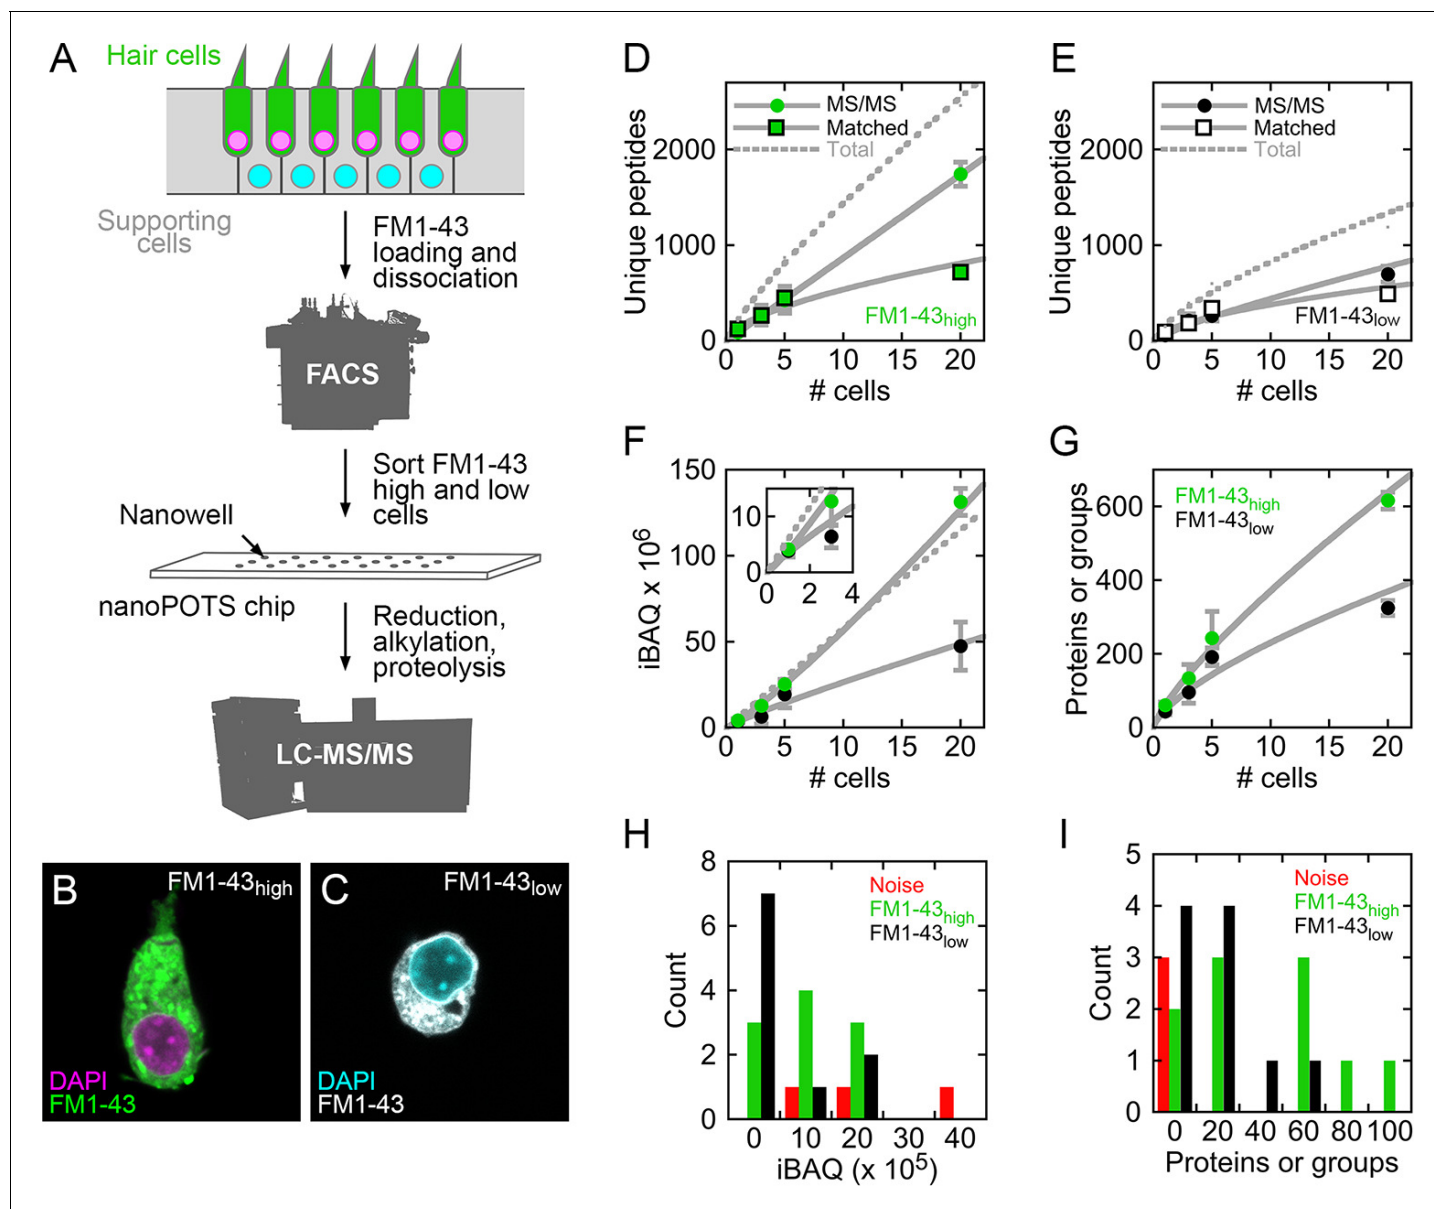 A
Hair cells
Supporting
cells
FM1-43
loading and
dissociation
FACS
Sort FM1-43
high and low
cells
Nanowell
nanoPOTS chip
Reduction,
alkylation,
proteolysis
LC-MS/MS
B
FM1-43high
DAPI
FM1-43
C
FM1-43low
DAPI
FM1-43
D
Unique peptides
2000
1000
0
MS/MS
Matched
Total
FM1-43high
0 5 10 15 20
# cells
E
Unique peptides
2000
1000
0
MS/MS
Matched
Total
FM1-43low
0 5 10 15 20
# cells
F
iBAQ x 10^6
150
100
50
0
10
0
0 2 4
0 5 10 15 20
# cells
G
Proteins or groups
600
400
200
0
FM1-43high
FM1-43low
0 5 10 15 20
# cells
H
Count
8
6
4
2
0
Noise
FM1-43high
FM1-43low
0 10 20 30 40
iBAQ (x 10^5)
I
Count
5
4
3
2
1
0
Noise
FM1-43high
FM1-43low
0 20 40 60 80 100
Proteins or groups